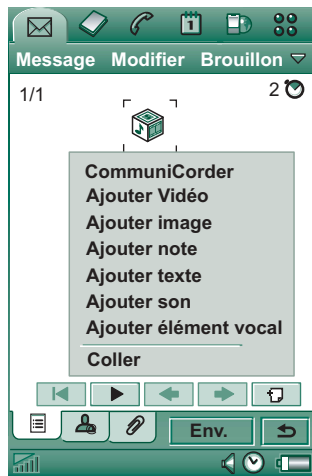 Message Modifier Brouillon
1/1
2
CommuniCorder
Ajouter Vidéo
Ajouter image
Ajouter note
Ajouter texte
Ajouter son
Ajouter élément vocal
Coller
Env.